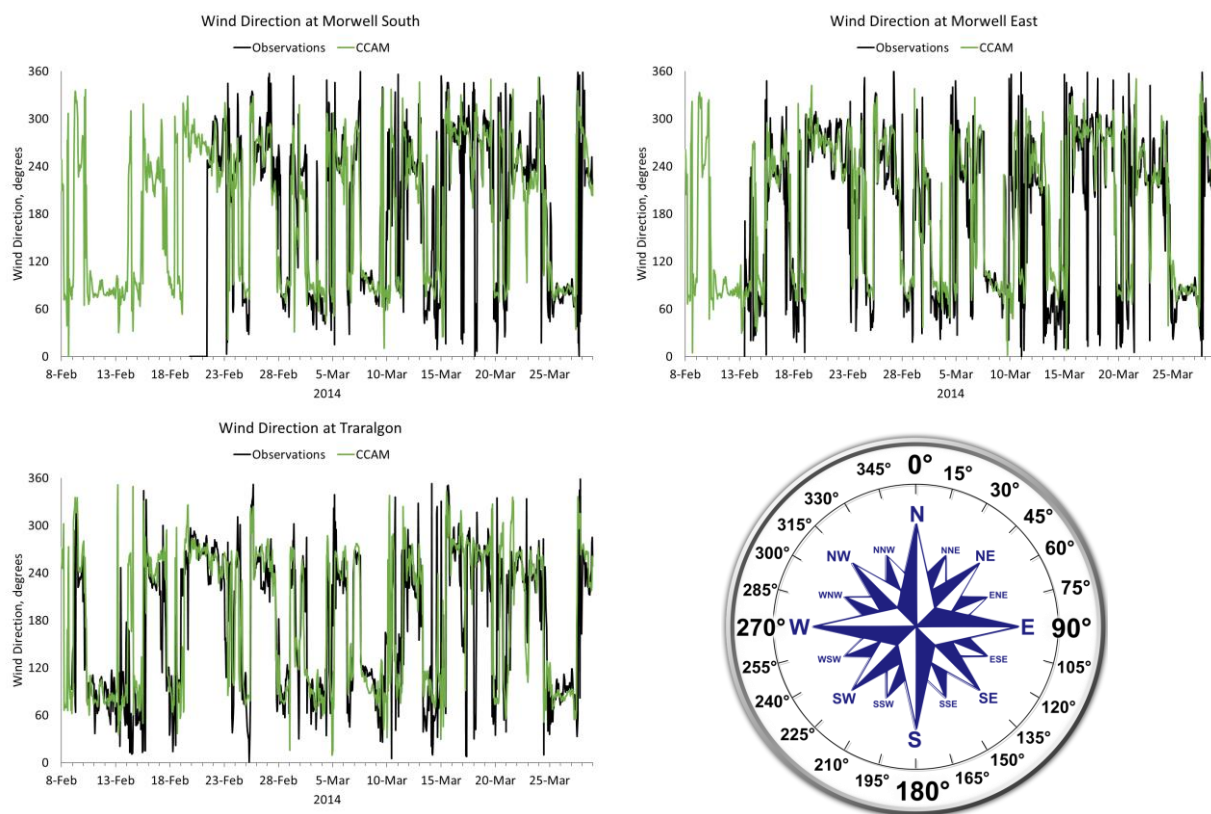 Wind Direction at Morwell South
Observations CCAM
360
300
240
180
120
60
0
Wind Direction, degrees
8-Feb 13-Feb 18-Feb 23-Feb 28-Feb 5-Mar 10-Mar 15-Mar 20-Mar 25-Mar
2014
Wind Direction at Morwell East
Observations CCAM
360
300
240
180
120
60
0
Wind Direction, degrees
8-Feb 13-Feb 18-Feb 23-Feb 28-Feb 5-Mar 10-Mar 15-Mar 20-Mar 25-Mar
2014
Wind Direction at Traralgon
Observations CCAM
360
300
240
180
120
60
0
Wind Direction, degrees
8-Feb 13-Feb 18-Feb 23-Feb 28-Feb 5-Mar 10-Mar 15-Mar 20-Mar 25-Mar
2014
0°
15°
30°
45°
60°
75°
90°
105°
120°
135°
150°
165°
180°
195°
210°
225°
240°
255°
270°
285°
300°
315°
330°
345°
N
NNE
NE
ENE
E
ESE
SE
SSE
S
SSW
SW
WSW
W
WNW
NW
NNW